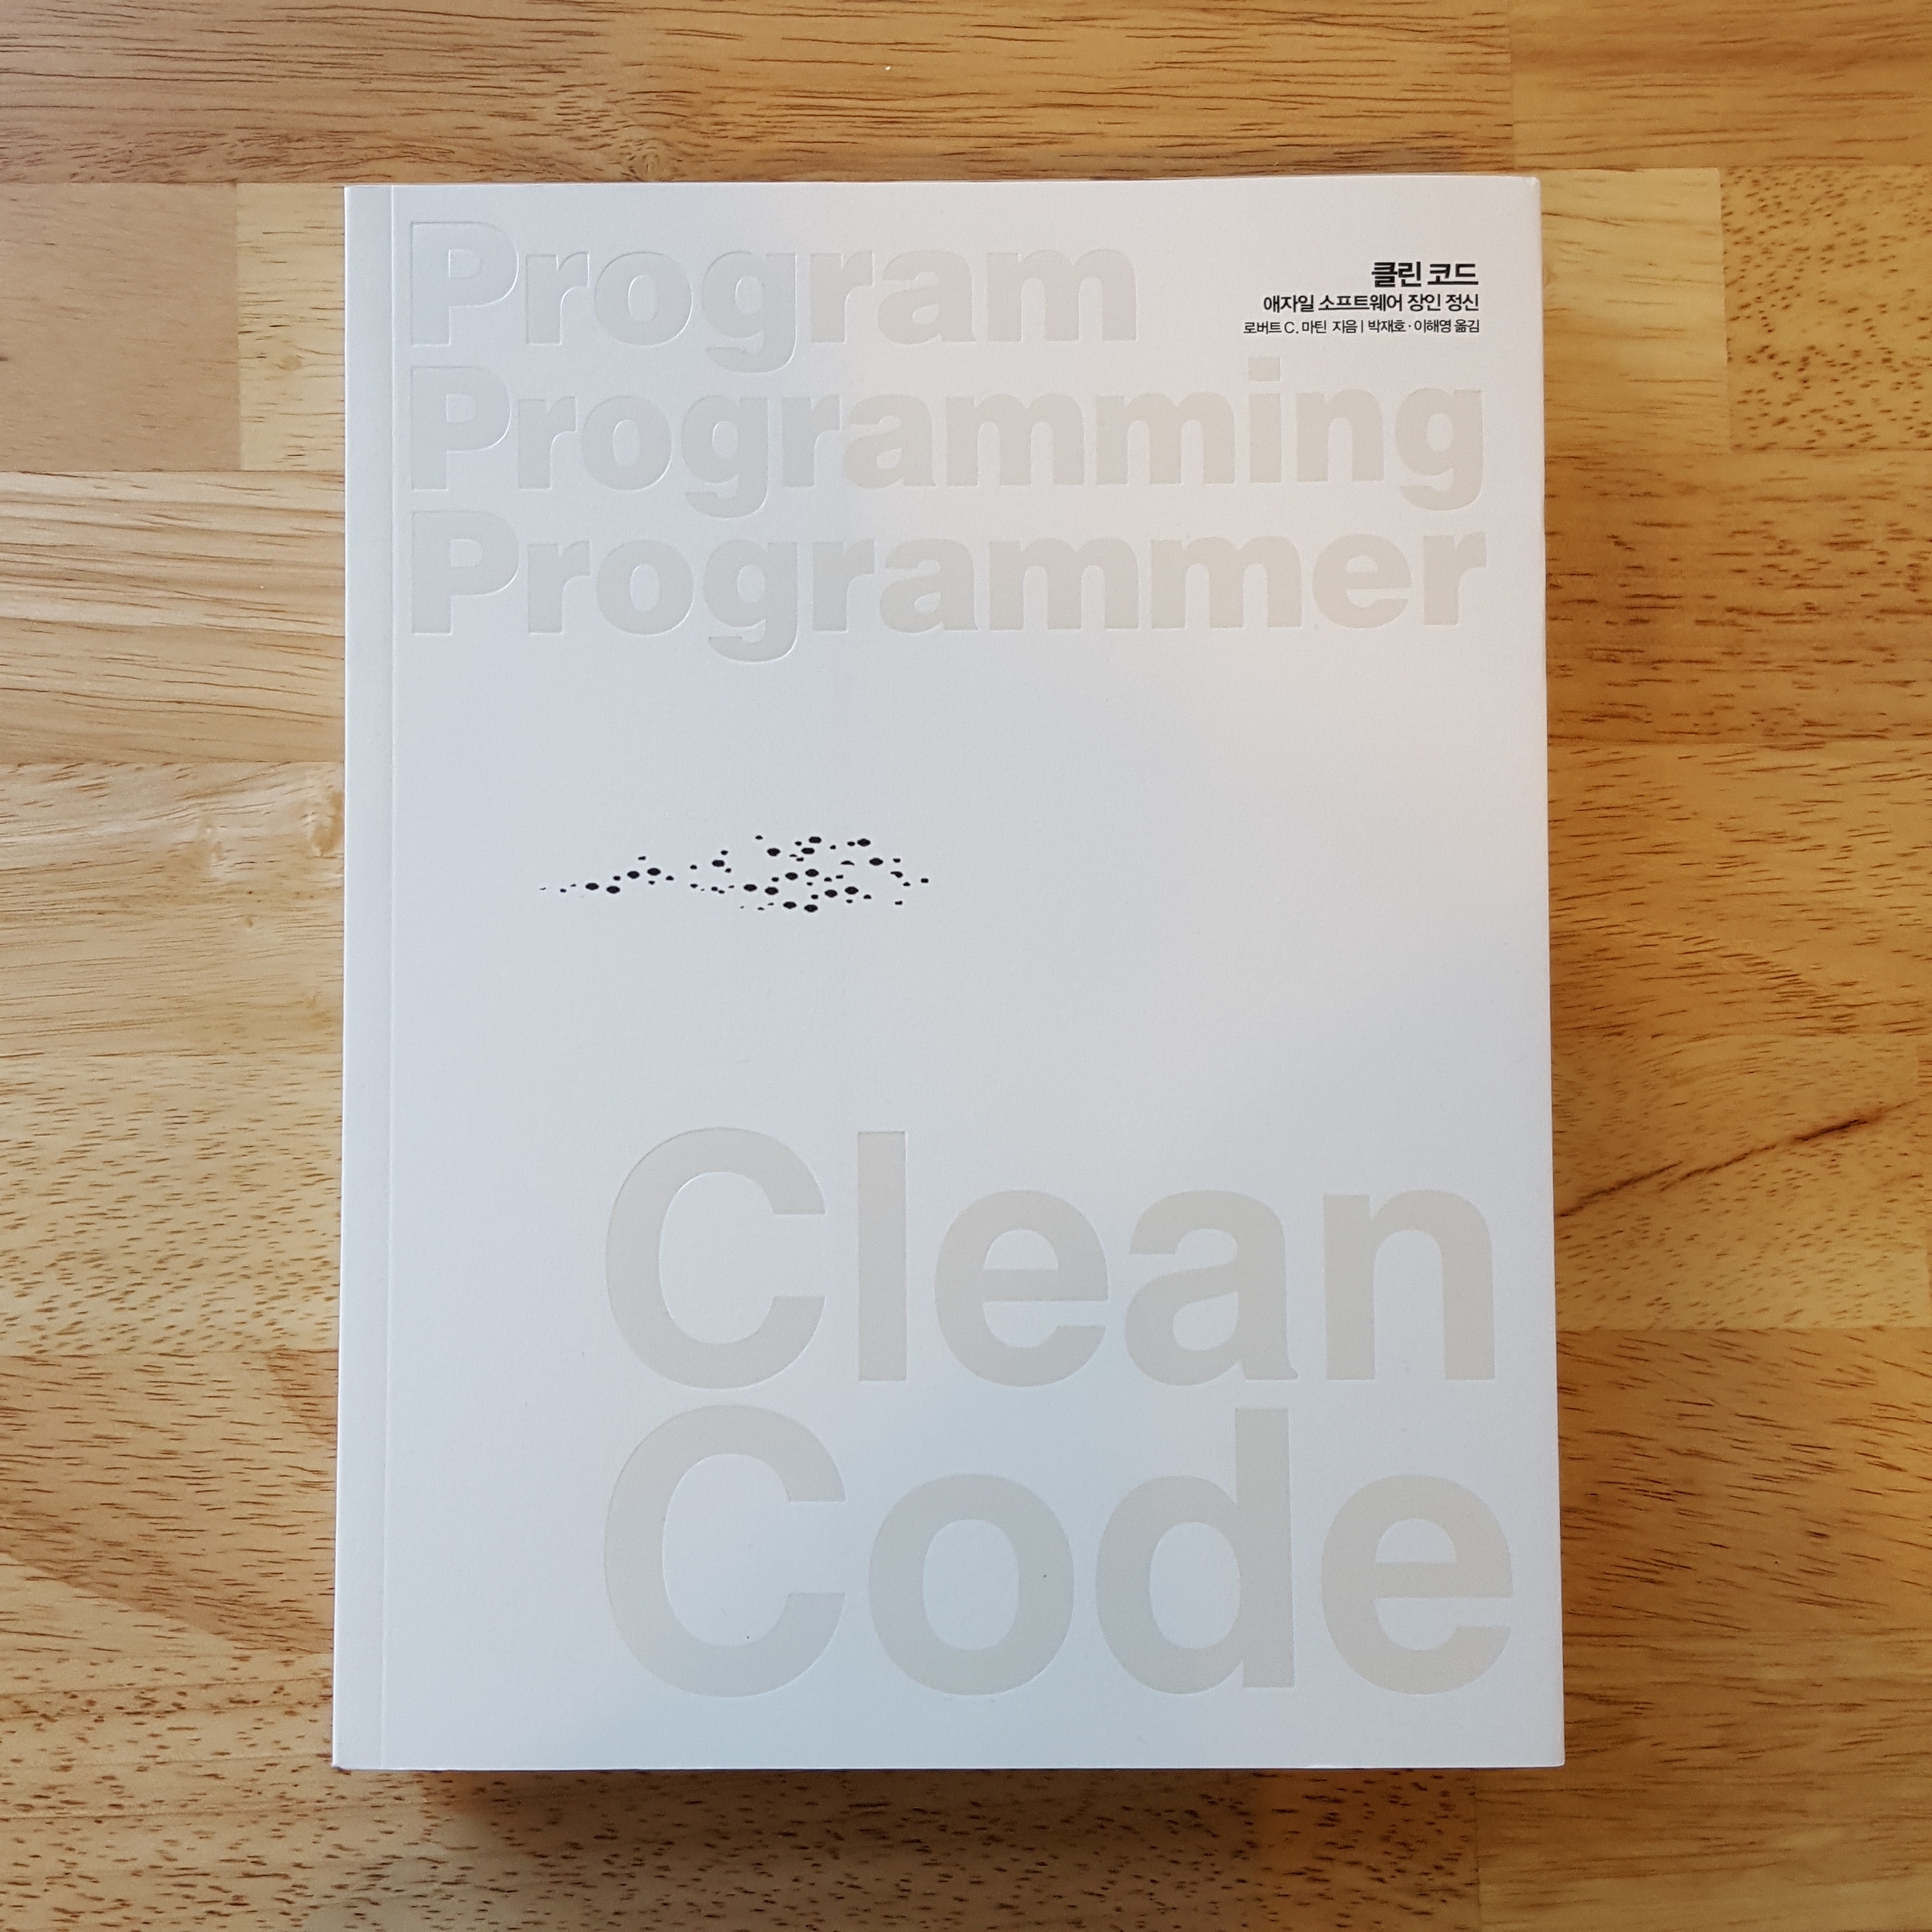 Program
클린 코드
애자일 소프트웨어 장인 정신
로버트 C. 마틴 지음 | 박재호 · 이해영 옮김
Programming
Programmer
Clean
Code